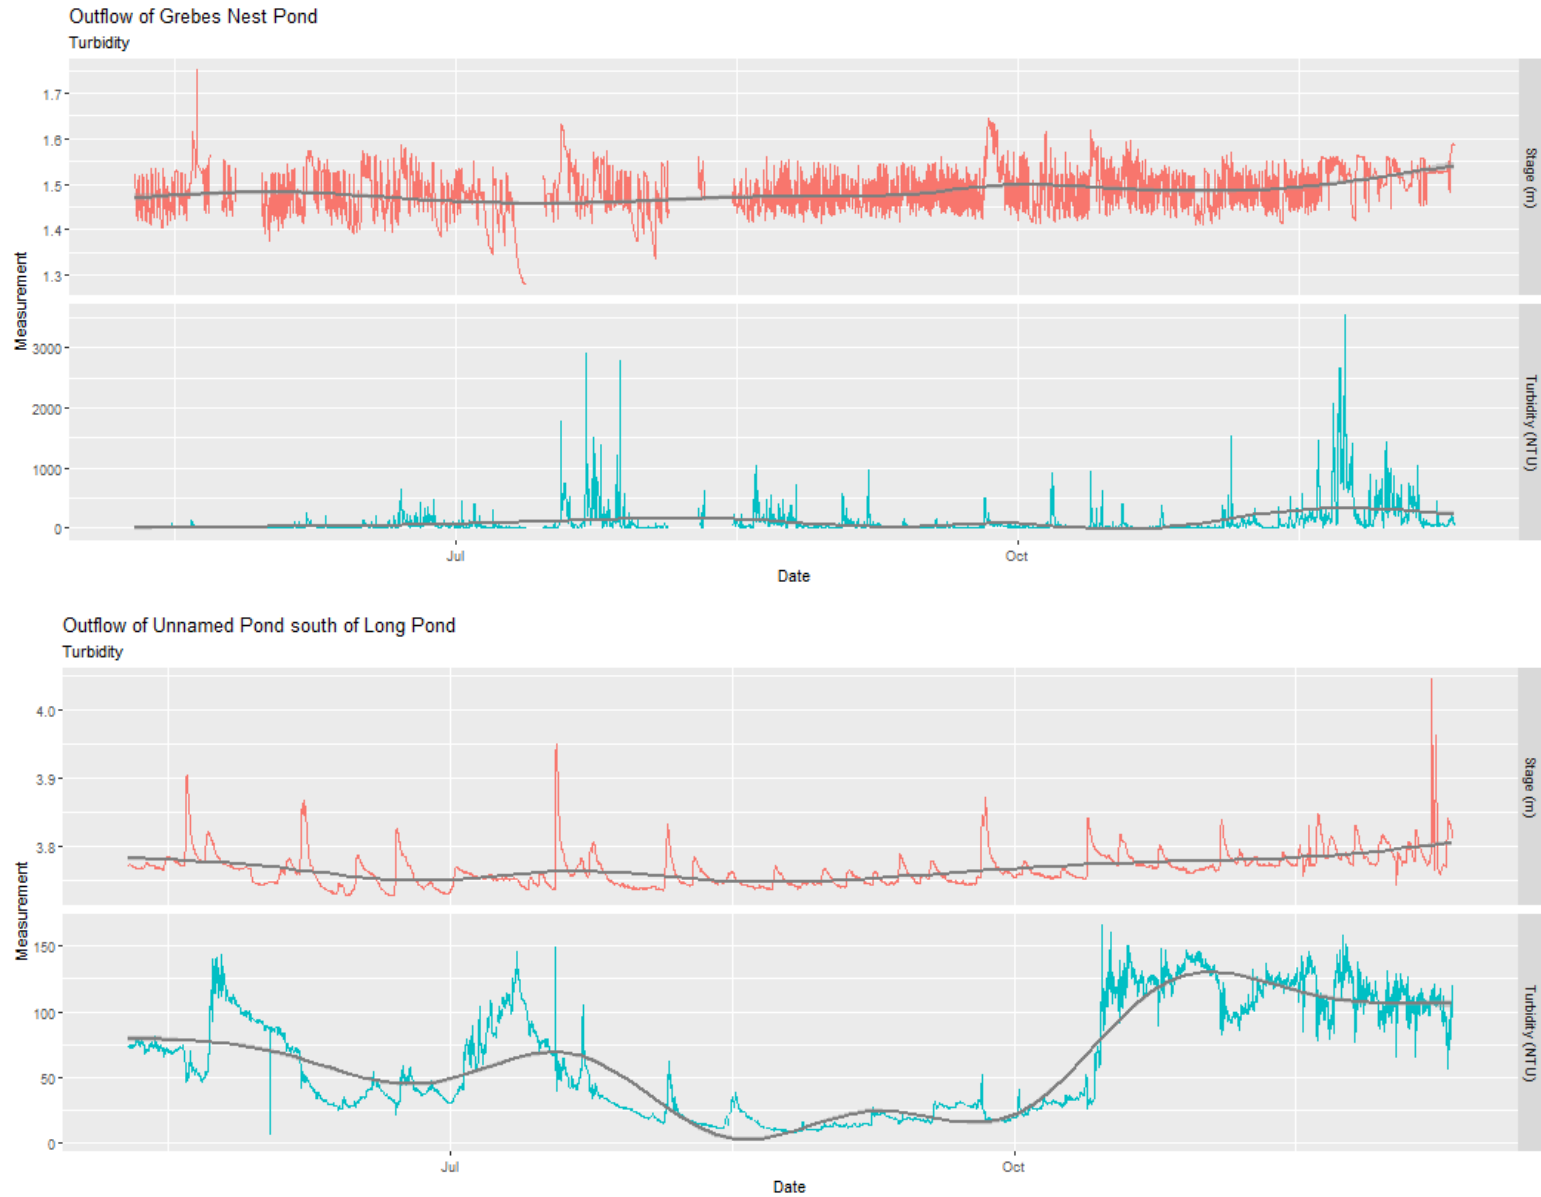 Outflow of Grebes Nest Pond
Turbidity
1.7
1.6
1.5
1.4
1.3
Stage (m)
Measurement
3000
2000
1000
0
Turbidity (NTU)
Jul
Oct
Date
Outflow of Unnamed Pond south of Long Pond
Turbidity
4.0
3.9
3.8
Stage (m)
Measurement
150
100
50
0
Turbidity (NTU)
Jul
Oct
Date